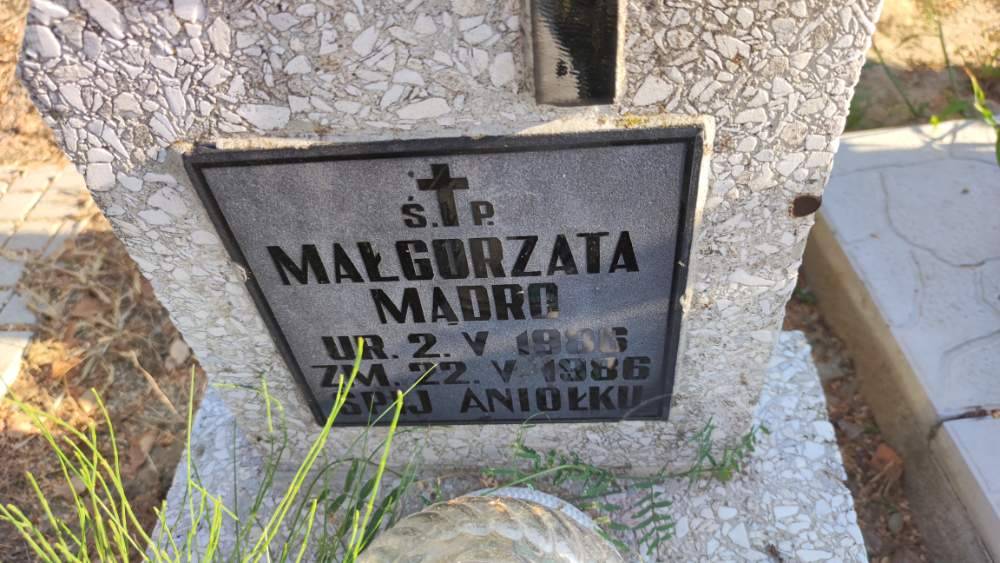 Ś. P.
MAŁGORZATA
MĄDRO
UR. 2. V 1986
ZM. 22. V. 1986
ŚPIJ ANIOŁKU